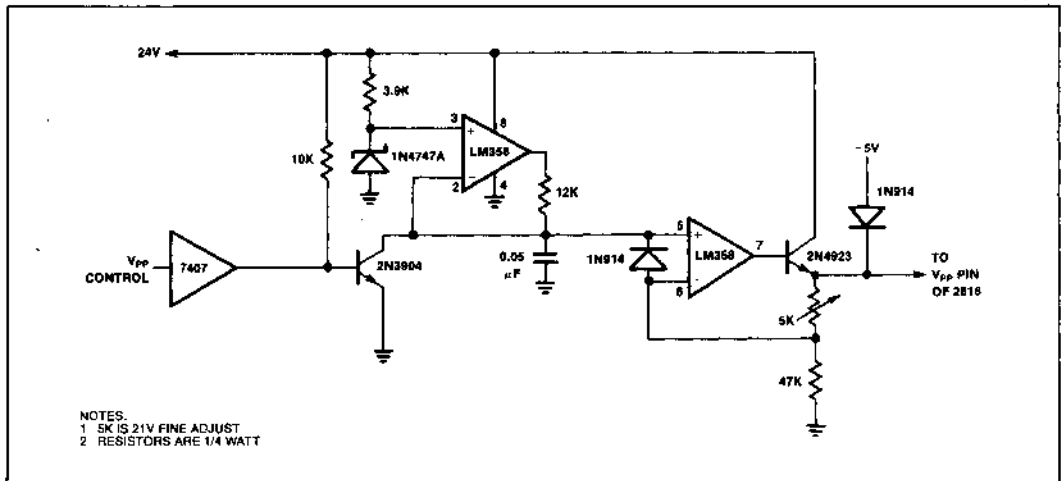 24V
3.9K
3
8
+
LM358
1N4747A
10K
2
−
4
12K
−5V
1N914
7407
V_PP
CONTROL
2N3904
0.05
µF
1N914
5
+
LM358
7
2N4923
6
-
TO
V_PP PIN
OF 2816
5K
47K
NOTES.
1 5K IS 21V FINE ADJUST
2 RESISTORS ARE 1/4 WATT